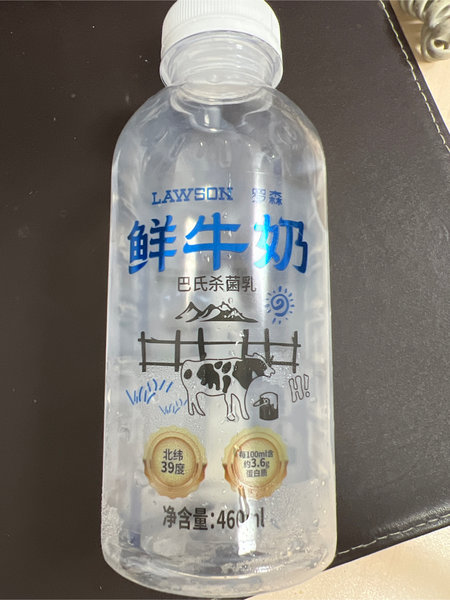 LAWSON 罗森
鲜牛奶
巴氏杀菌乳
Hi!
北纬
39度
每100ml含
约3.6g
蛋白质
净含量:460ml